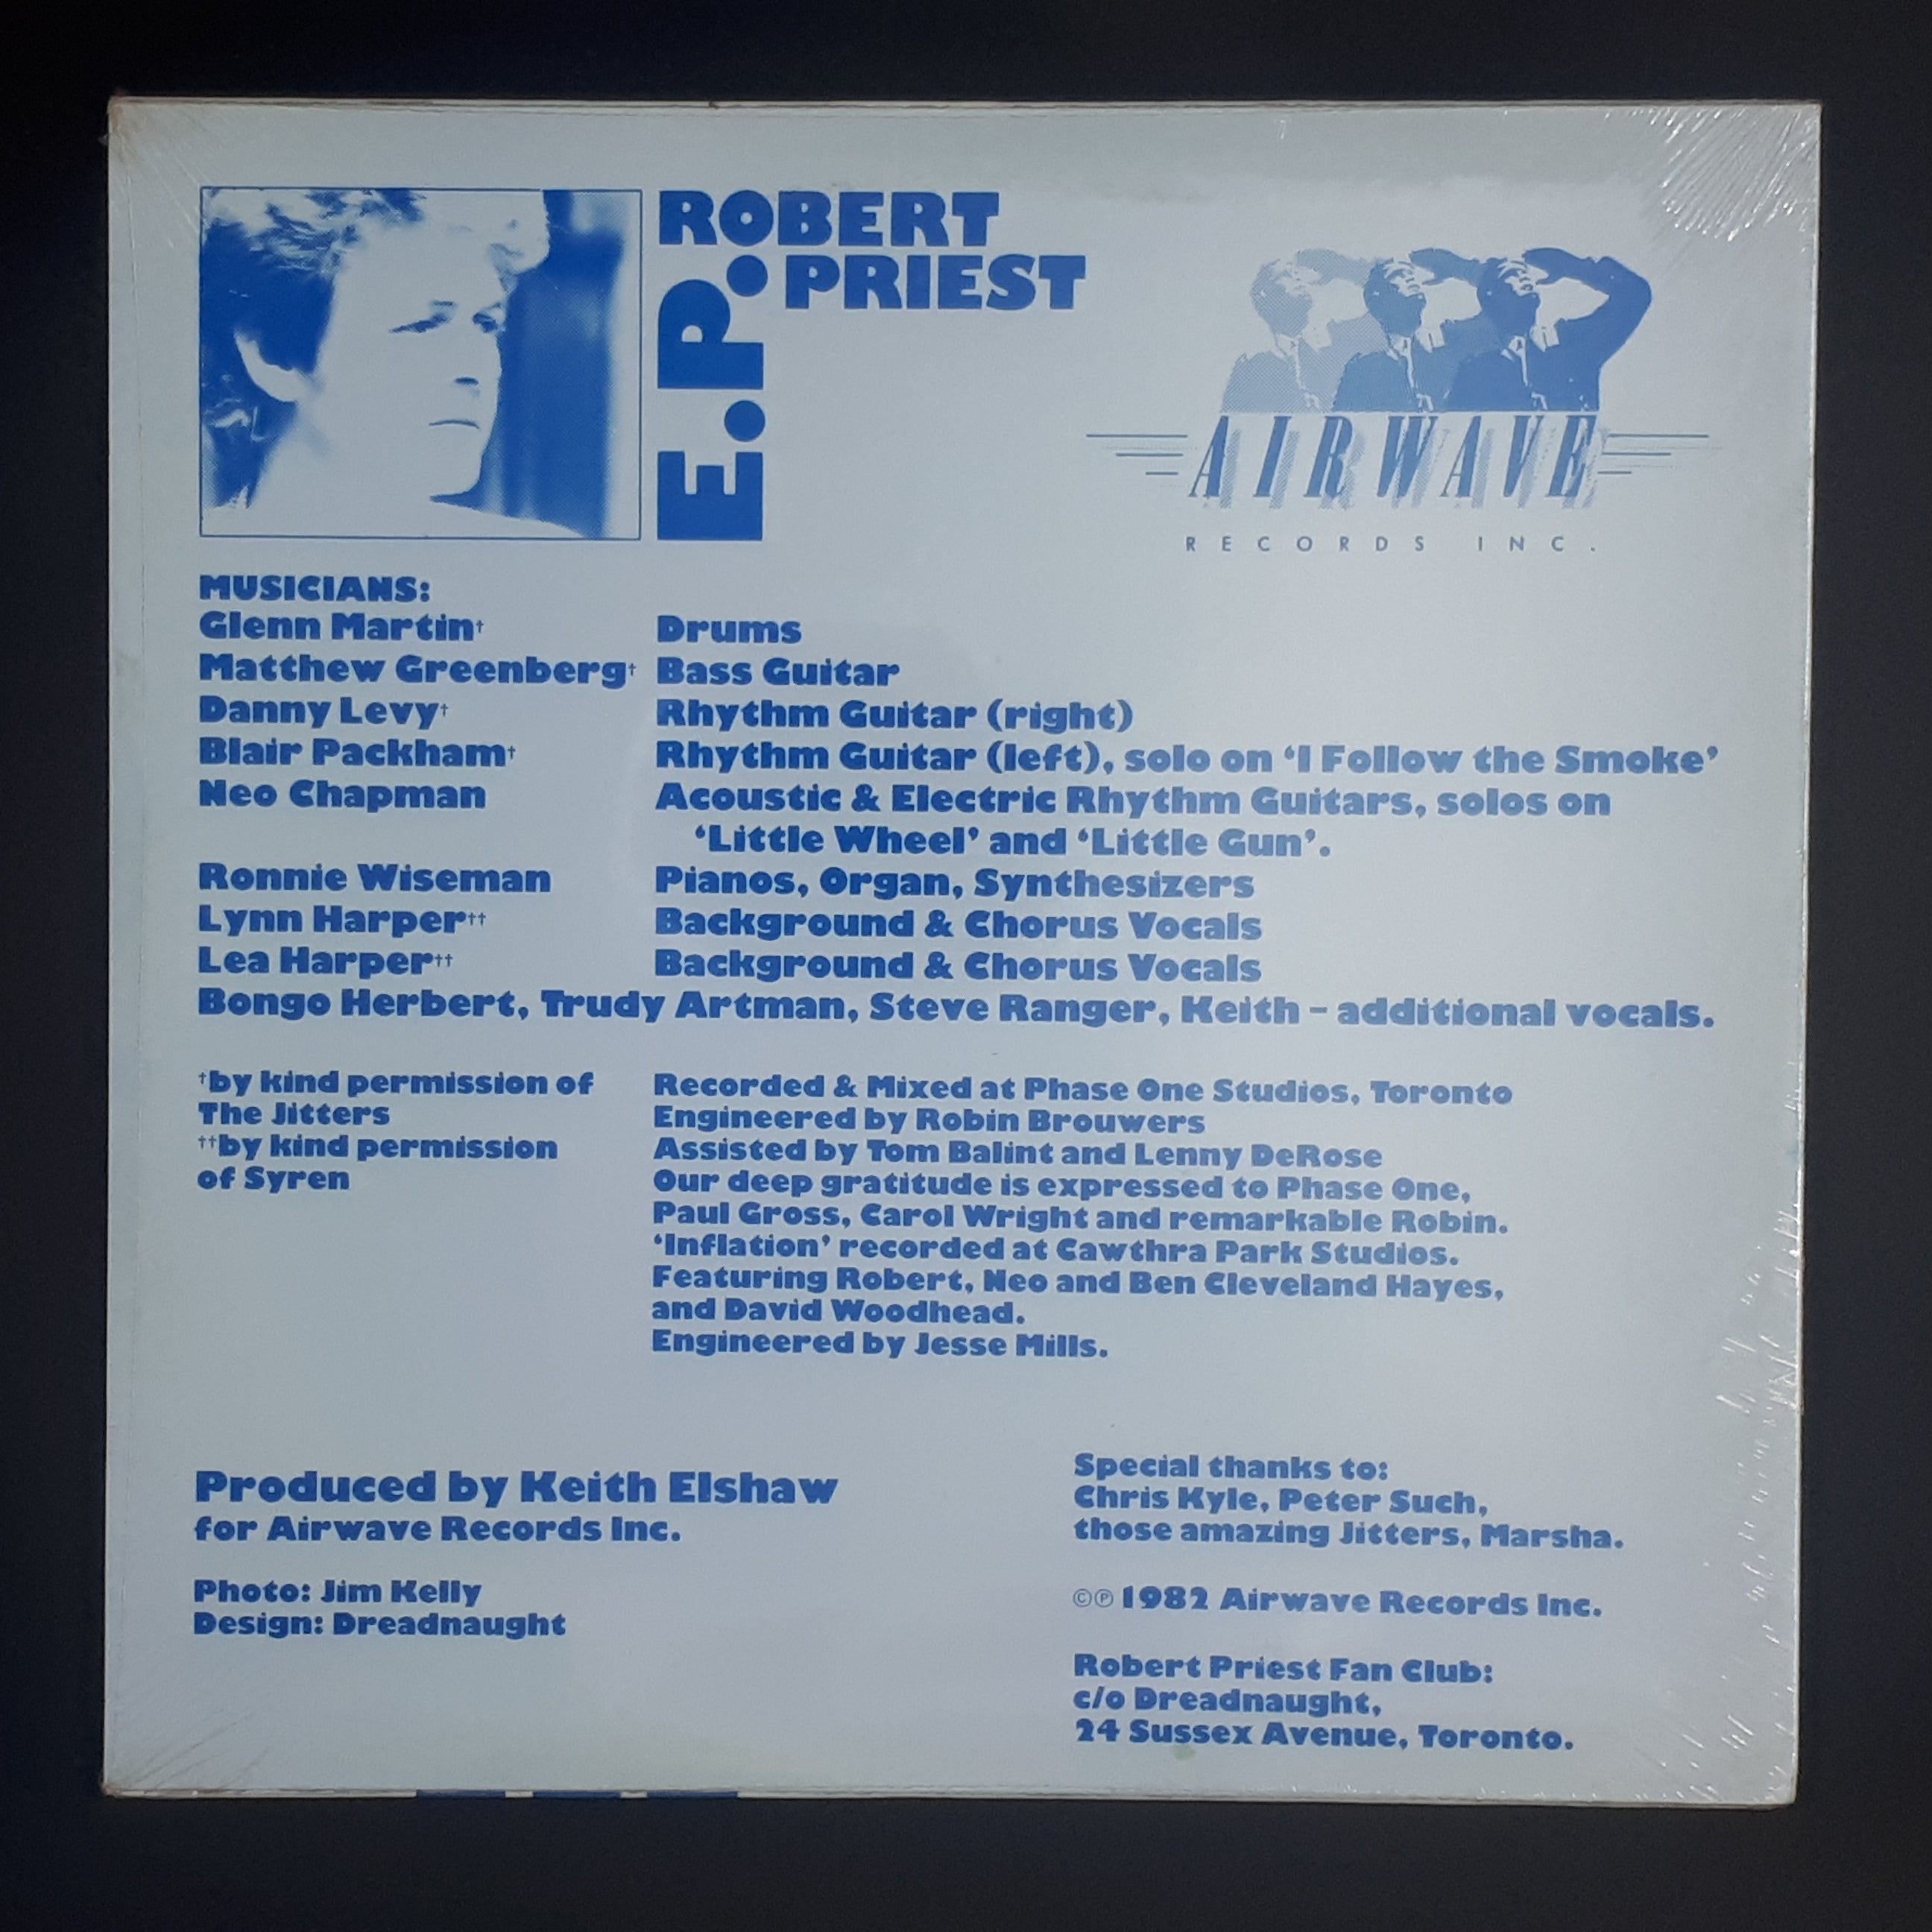 ROBERT
PRIEST
E.P.
AIRWAVE
RECORDS INC.
MUSICIANS:
Glenn Martin† Drums
Matthew Greenberg† Bass Guitar
Danny Levy† Rhythm Guitar (right)
Blair Packham† Rhythm Guitar (left), solo on ‘I Follow the Smoke’
Neo Chapman Acoustic & Electric Rhythm Guitars, solos on
‘Little Wheel’ and ‘Little Gun’.
Ronnie Wiseman Pianos, Organ, Synthesizers
Lynn Harper†† Background & Chorus Vocals
Lea Harper†† Background & Chorus Vocals
Bongo Herbert, Trudy Artman, Steve Ranger, Keith – additional vocals.
†by kind permission of
The Jitters
††by kind permission
of Syren
Recorded & Mixed at Phase One Studios, Toronto
Engineered by Robin Brouwers
Assisted by Tom Balint and Lenny DeRose
Our deep gratitude is expressed to Phase One,
Paul Gross, Carol Wright and remarkable Robin.
‘Inflation’ recorded at Cawthra Park Studios.
Featuring Robert, Neo and Ben Cleveland Hayes,
and David Woodhead.
Engineered by Jesse Mills.
Produced by Keith Elshaw
for Airwave Records Inc.
Photo: Jim Kelly
Design: Dreadnaught
Special thanks to:
Chris Kyle, Peter Such,
those amazing Jitters, Marsha.
©℗ 1982 Airwave Records Inc.
Robert Priest Fan Club:
c/o Dreadnaught,
24 Sussex Avenue, Toronto.